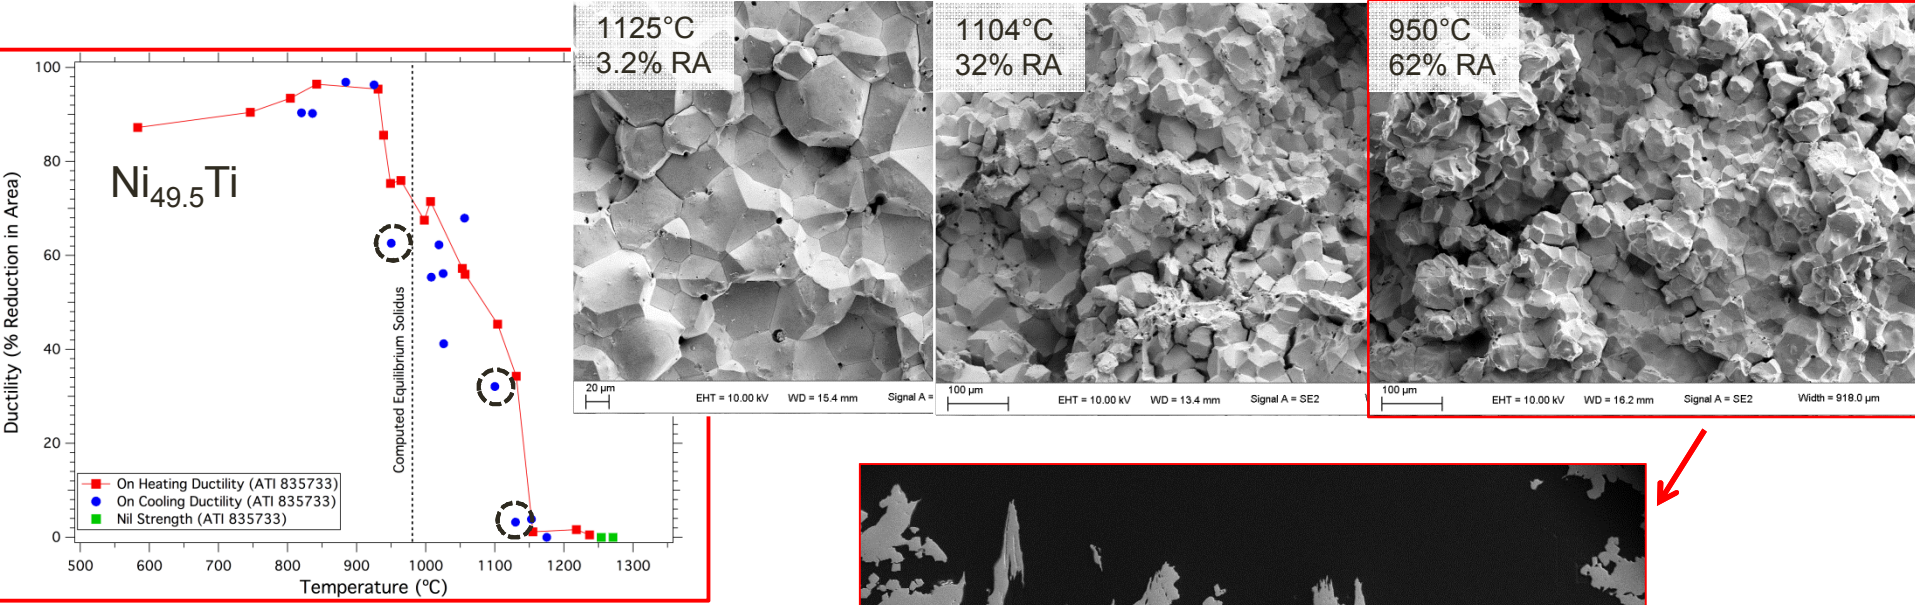 1125°C
3.2% RA
1104°C
32% RA
950°C
62% RA
100
80
60
40
20
0
Ductility (% Reduction in Area)
Ni49.5Ti
Computed Equilibrium Solidus
On Heating Ductility (ATI 835733)
On Cooling Ductility (ATI 835733)
Nil Strength (ATI 835733)
500 600 700 800 900 1000 1100 1200 1300
Temperature (ºC)
20 µm
EHT = 10.00 kV WD = 15.4 mm Signal A =
100 µm
EHT = 10.00 kV WD = 13.4 mm Signal A = SE2
100 µm
EHT = 10.00 kV WD = 16.2 mm Signal A = SE2 Width = 918.0 µm